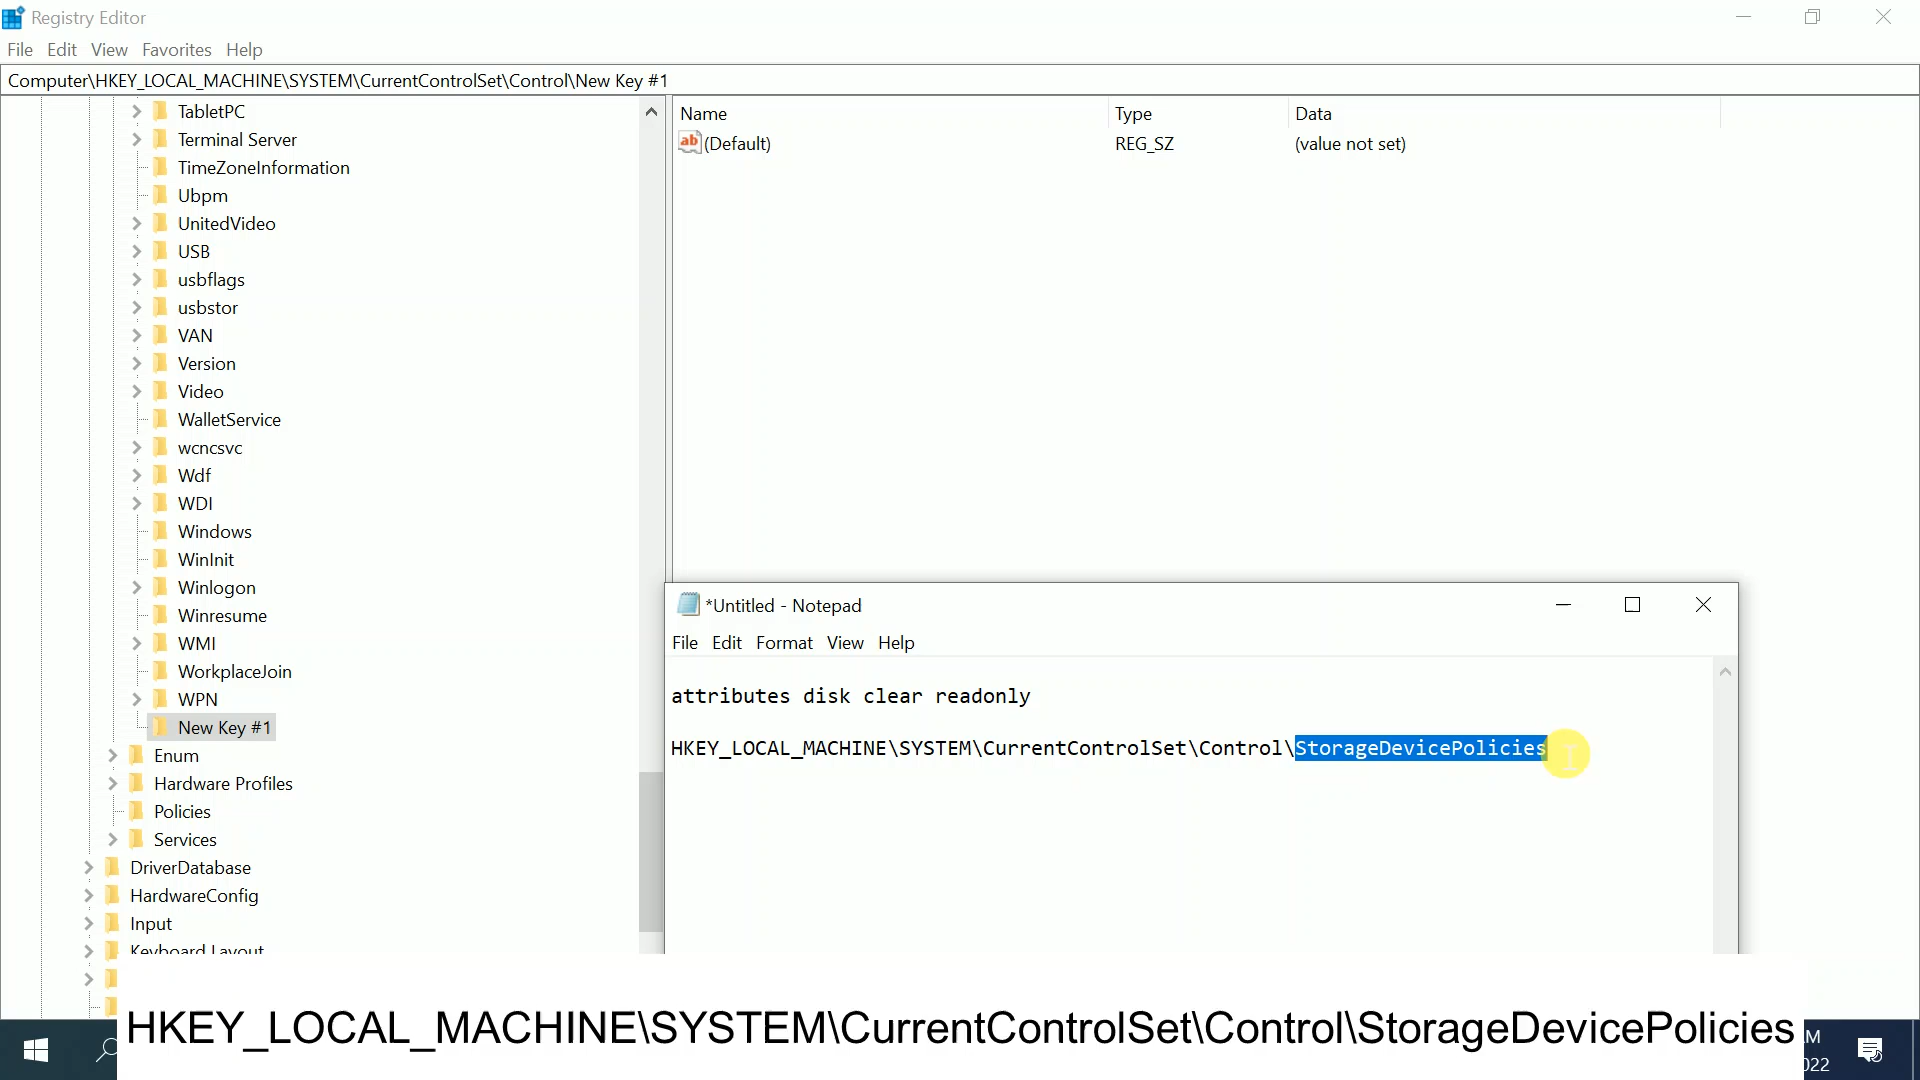 Registry Editor
File Edit View Favorites Help
Computer\HKEY_LOCAL_MACHINE\SYSTEM\CurrentControlSet\Control\New Key #1
TabletPC
Terminal Server
TimeZoneInformation
Ubpm
UnitedVideo
USB
usbflags
usbstor
VAN
Version
Video
WalletService
wcncsvc
Wdf
WDI
Windows
WinInit
Winlogon
Winresume
WMI
WorkplaceJoin
WPN
New Key #1
Enum
Hardware Profiles
Policies
Services
DriverDatabase
HardwareConfig
Input
Keyboard Layout
Name Type Data
ab (Default) REG_SZ (value not set)
*Untitled - Notepad
File Edit Format View Help
attributes disk clear readonly
HKEY_LOCAL_MACHINE\SYSTEM\CurrentControlSet\Control\StorageDevicePolicies
HKEY_LOCAL_MACHINE\SYSTEM\CurrentControlSet\Control\StorageDevicePolicies